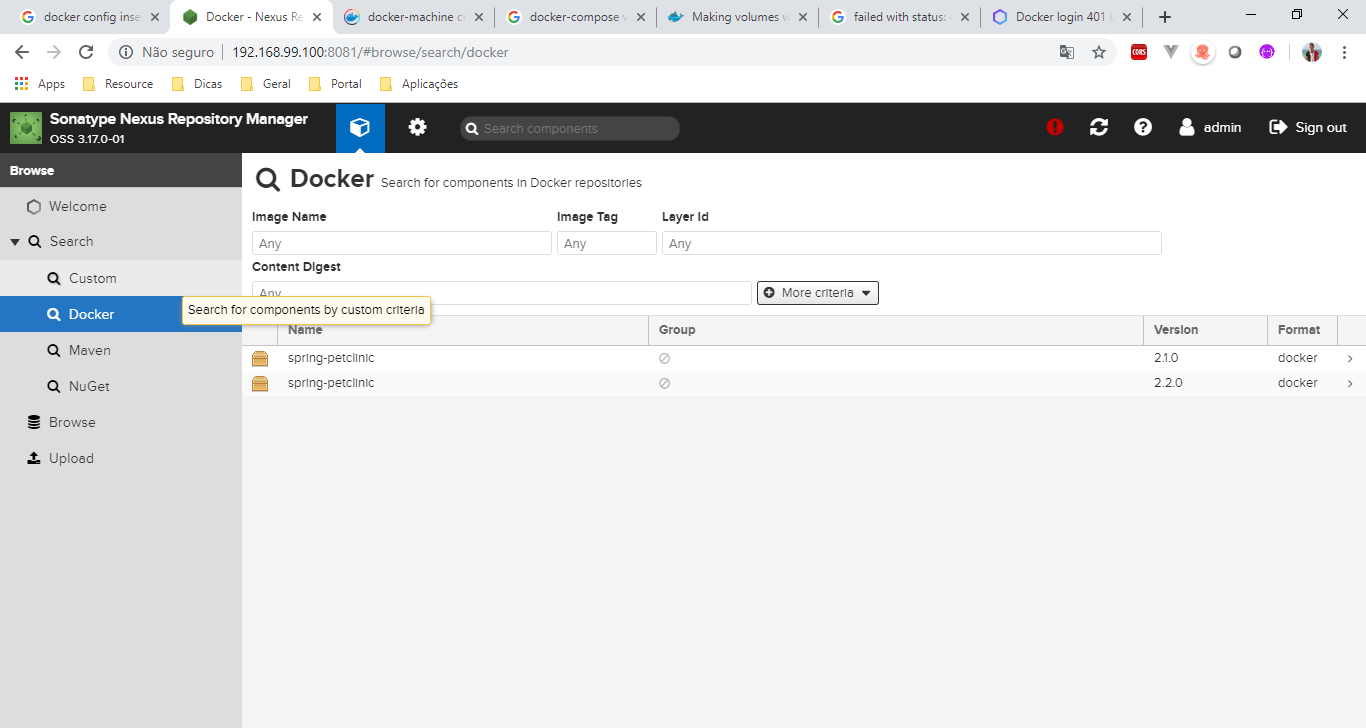 docker config inse
Docker - Nexus Re
docker-machine cr
docker-compose v
Making volumes w
failed with status:
Docker login 401 U
Não seguro
192.168.99.100:8081/#browse/search/docker
CORS
Apps
Resource
Dicas
Geral
Portal
Aplicações
Sonatype Nexus Repository Manager
OSS 3.17.0-01
Search components
admin
Sign out
Browse
Welcome
Search
Custom
Docker
Maven
NuGet
Browse
Upload
Docker Search for components in Docker repositories
Image Name Image Tag Layer Id
Any Any Any
Content Digest
Any More criteria
Search for components by custom criteria
Name Group Version Format
spring-petclinic 2.1.0 docker
spring-petclinic 2.2.0 docker